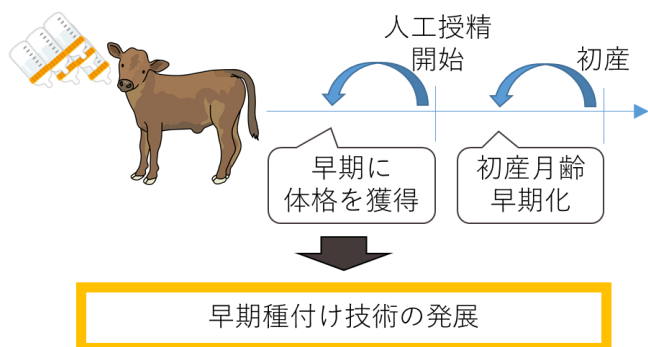 人工授精
開始
初産
早期に
体格を獲得
初産月齢
早期化
早期種付け技術の発展